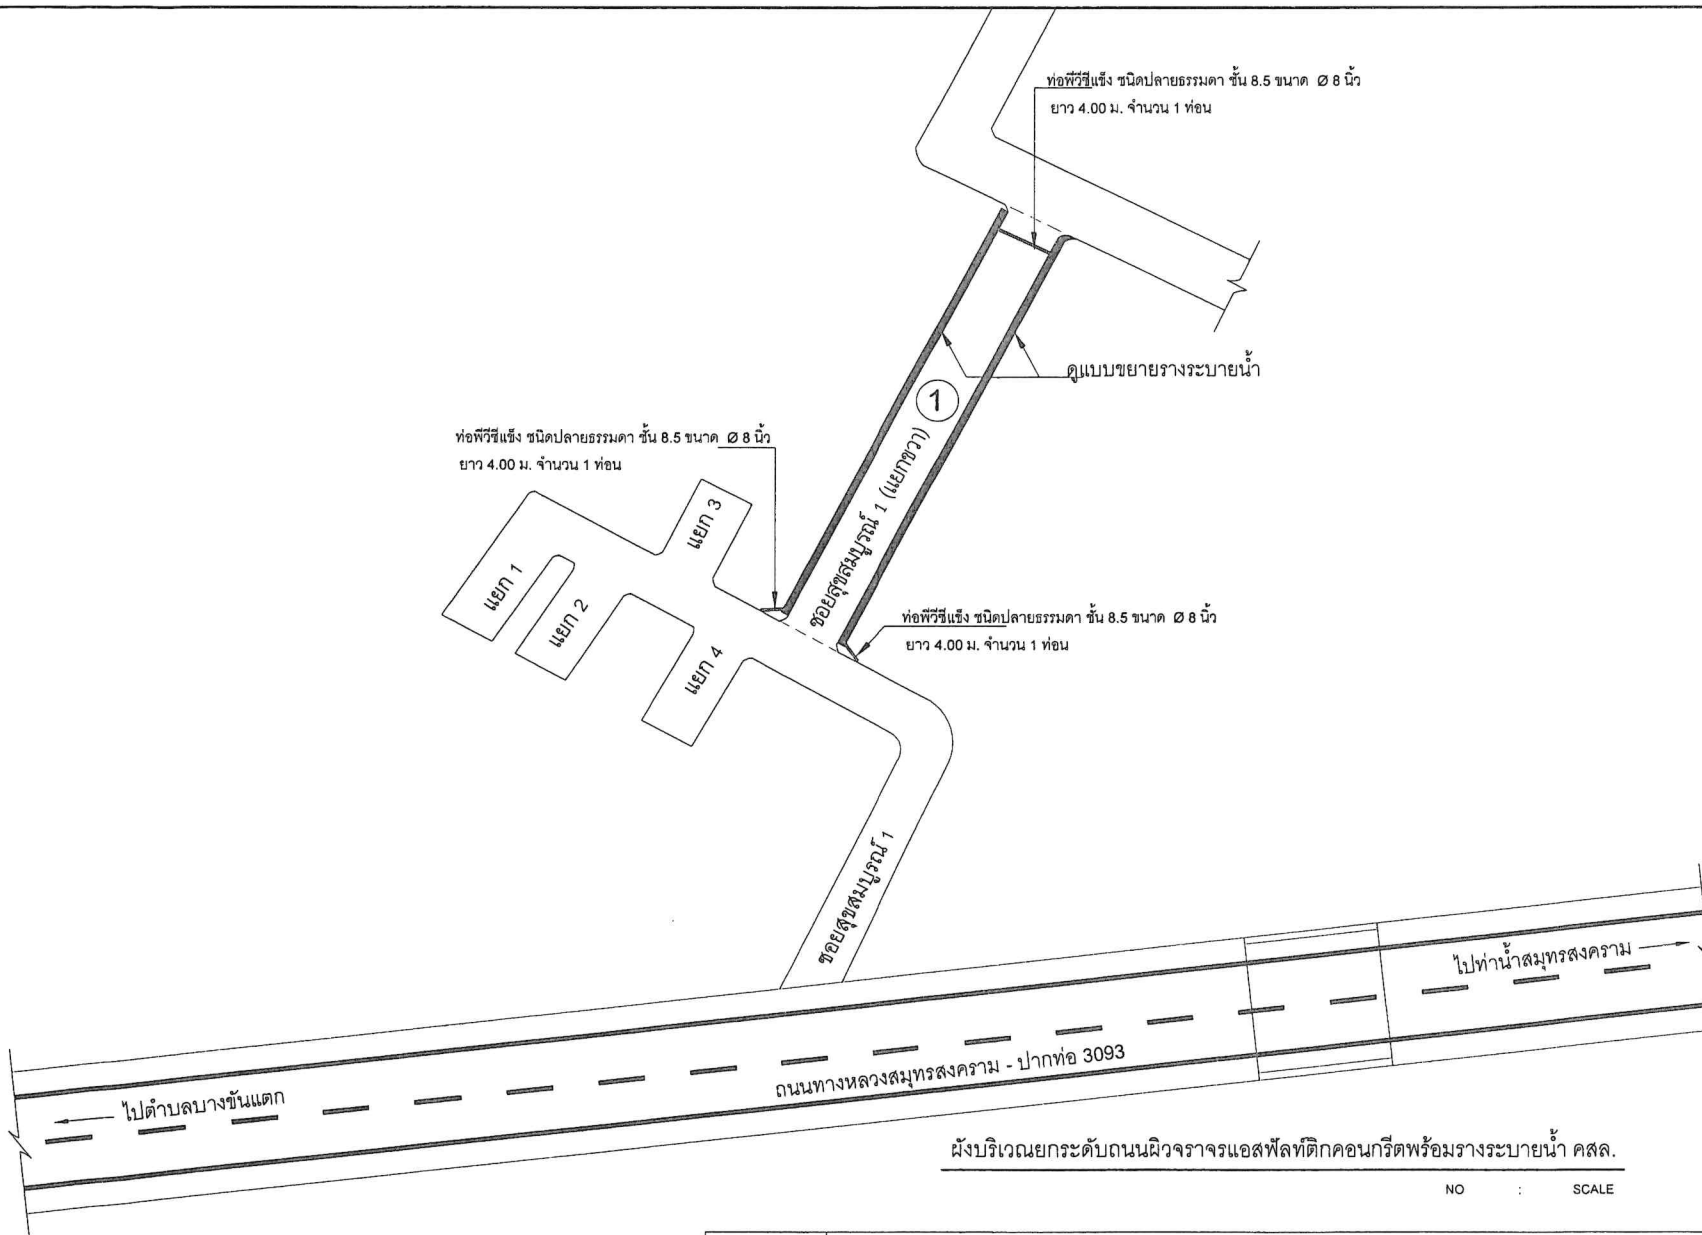 ท่อพีวีซีแข็ง ชนิดปลายธรรมดา ชั้น 8.5 ขนาด Ø 8 นิ้ว
ยาว 4.00 ม. จำนวน 1 ท่อน
ดูแบบขยายรางระบายน้ำ
1
ซอยสุขสมบูรณ์ 1 (แยกขวา)
ท่อพีวีซีแข็ง ชนิดปลายธรรมดา ชั้น 8.5 ขนาด Ø 8 นิ้ว
ยาว 4.00 ม. จำนวน 1 ท่อน
แยก 3
แยก 1
แยก 2
แยก 4
ท่อพีวีซีแข็ง ชนิดปลายธรรมดา ชั้น 8.5 ขนาด Ø 8 นิ้ว
ยาว 4.00 ม. จำนวน 1 ท่อน
ซอยสุขสมบูรณ์ 1
ไปท่าน้ำสมุทรสงคราม
ถนนทางหลวงสมุทรสงคราม - ปากท่อ 3093
ไปตำบลบางขันแตก
ผังบริเวณยกระดับถนนผิวจราจรแอสฟัลท์ติกคอนกรีตพร้อมรางระบายน้ำ คสล.
NO : SCALE